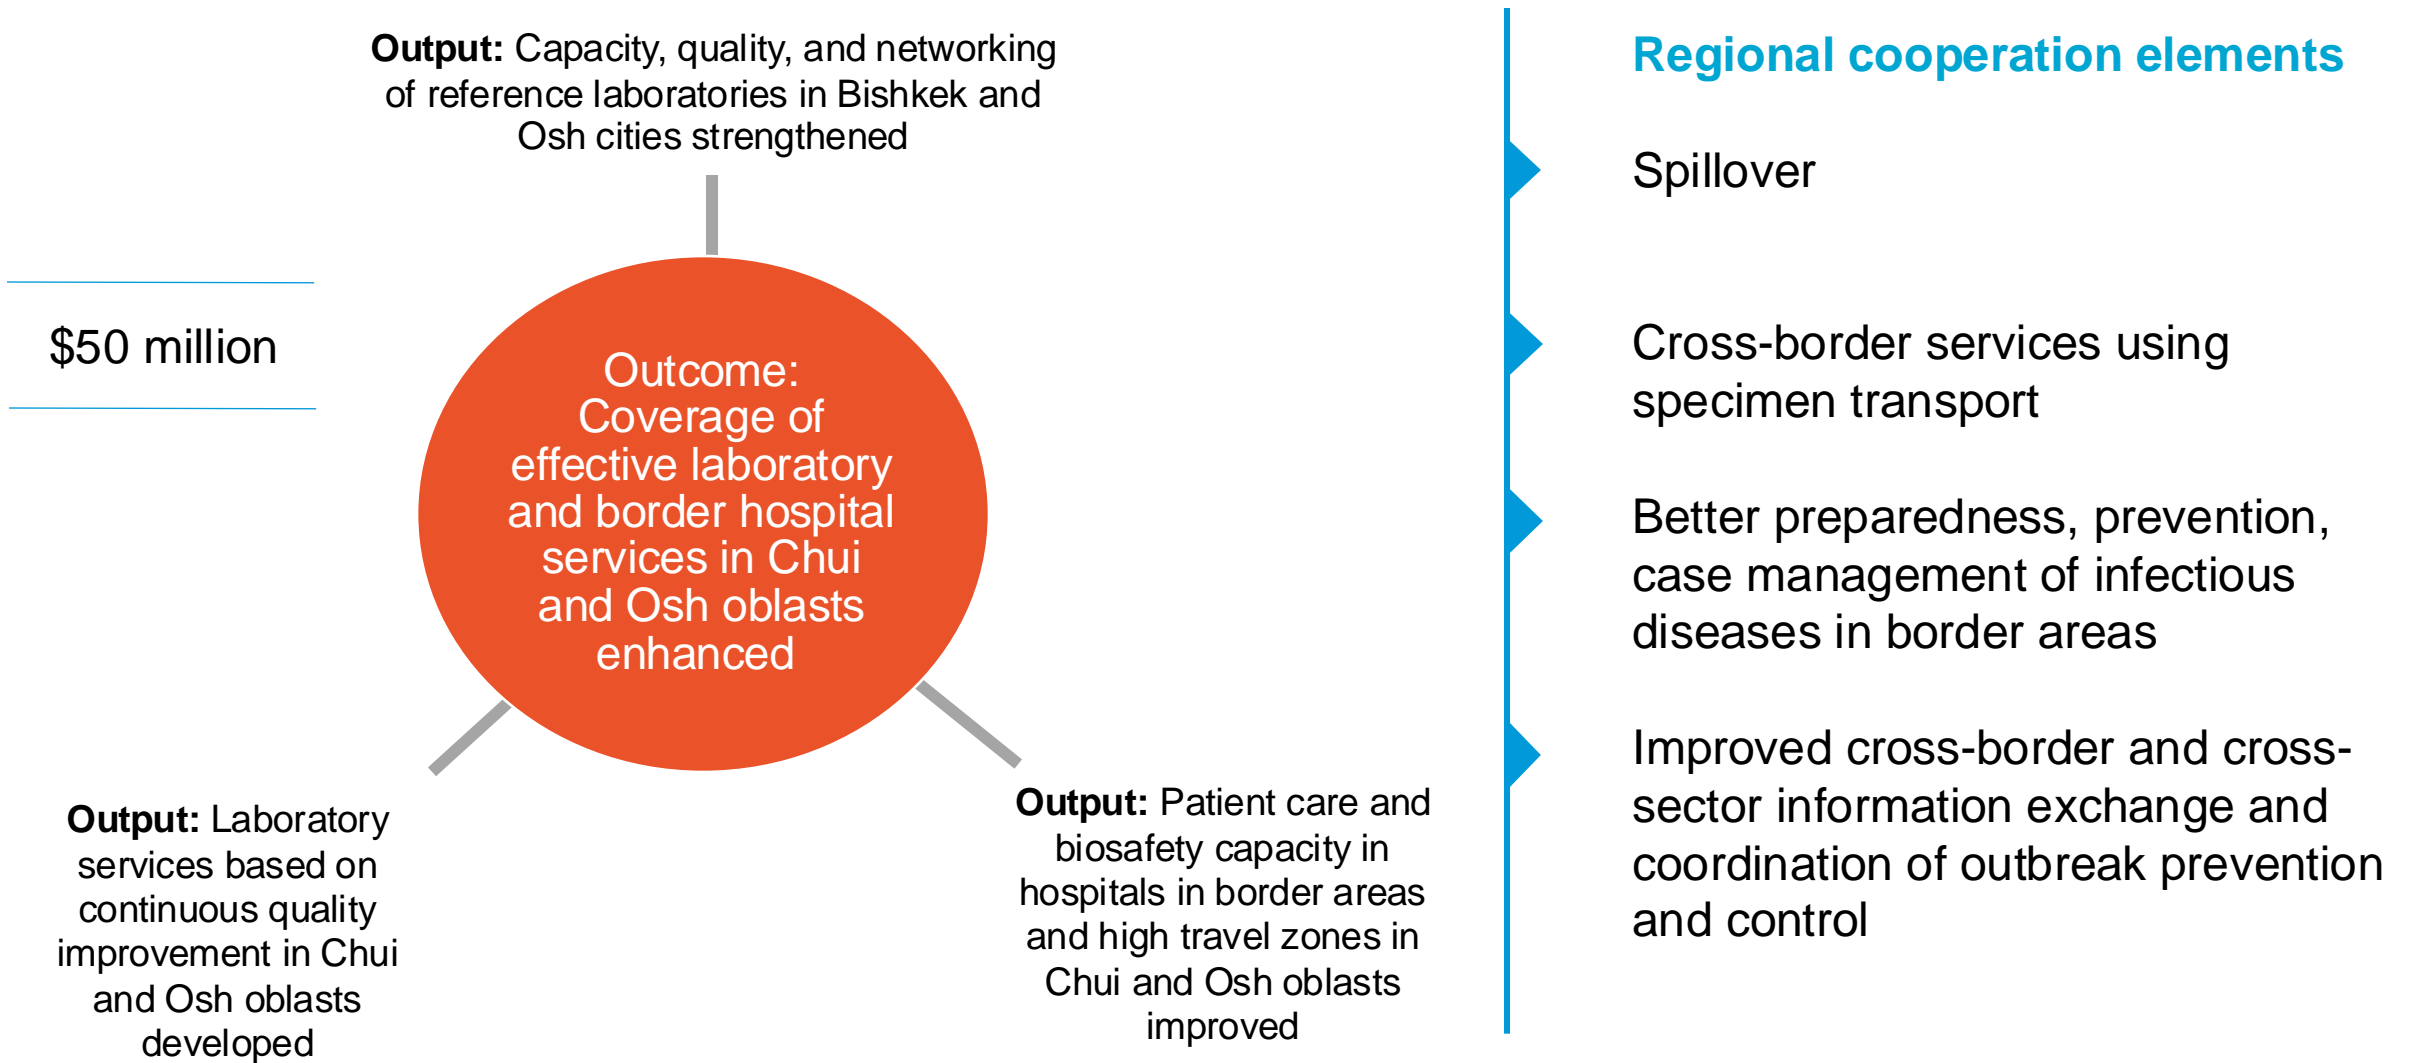 Output: Capacity, quality, and networking
of reference laboratories in Bishkek and
Osh cities strengthened
$50 million
Outcome:
Coverage of
effective laboratory
and border hospital
services in Chui
and Osh oblasts
enhanced
Output: Laboratory
services based on
continuous quality
improvement in Chui
and Osh oblasts
developed
Output: Patient care and
biosafety capacity in
hospitals in border areas
and high travel zones in
Chui and Osh oblasts
improved
Regional cooperation elements
Spillover
Cross-border services using
specimen transport
Better preparedness, prevention,
case management of infectious
diseases in border areas
Improved cross-border and cross-
sector information exchange and
coordination of outbreak prevention
and control